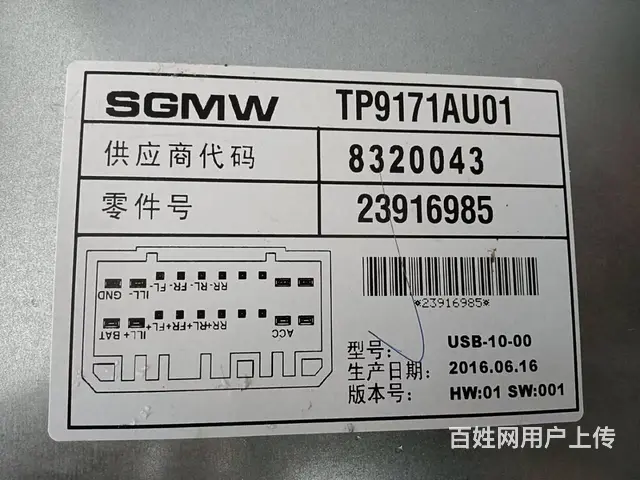 SGMW TP9171AU01
供应商代码 8320043
零件号 23916985
GND ILL- FL- FR- RL- RR-
BAT ILL+ FL+ FR+ RL+ RR+ ACC
*23916985*
型号: USB-10-00
生产日期: 2016.06.16
版本号: HW:01 SW:001
百姓网用户上传